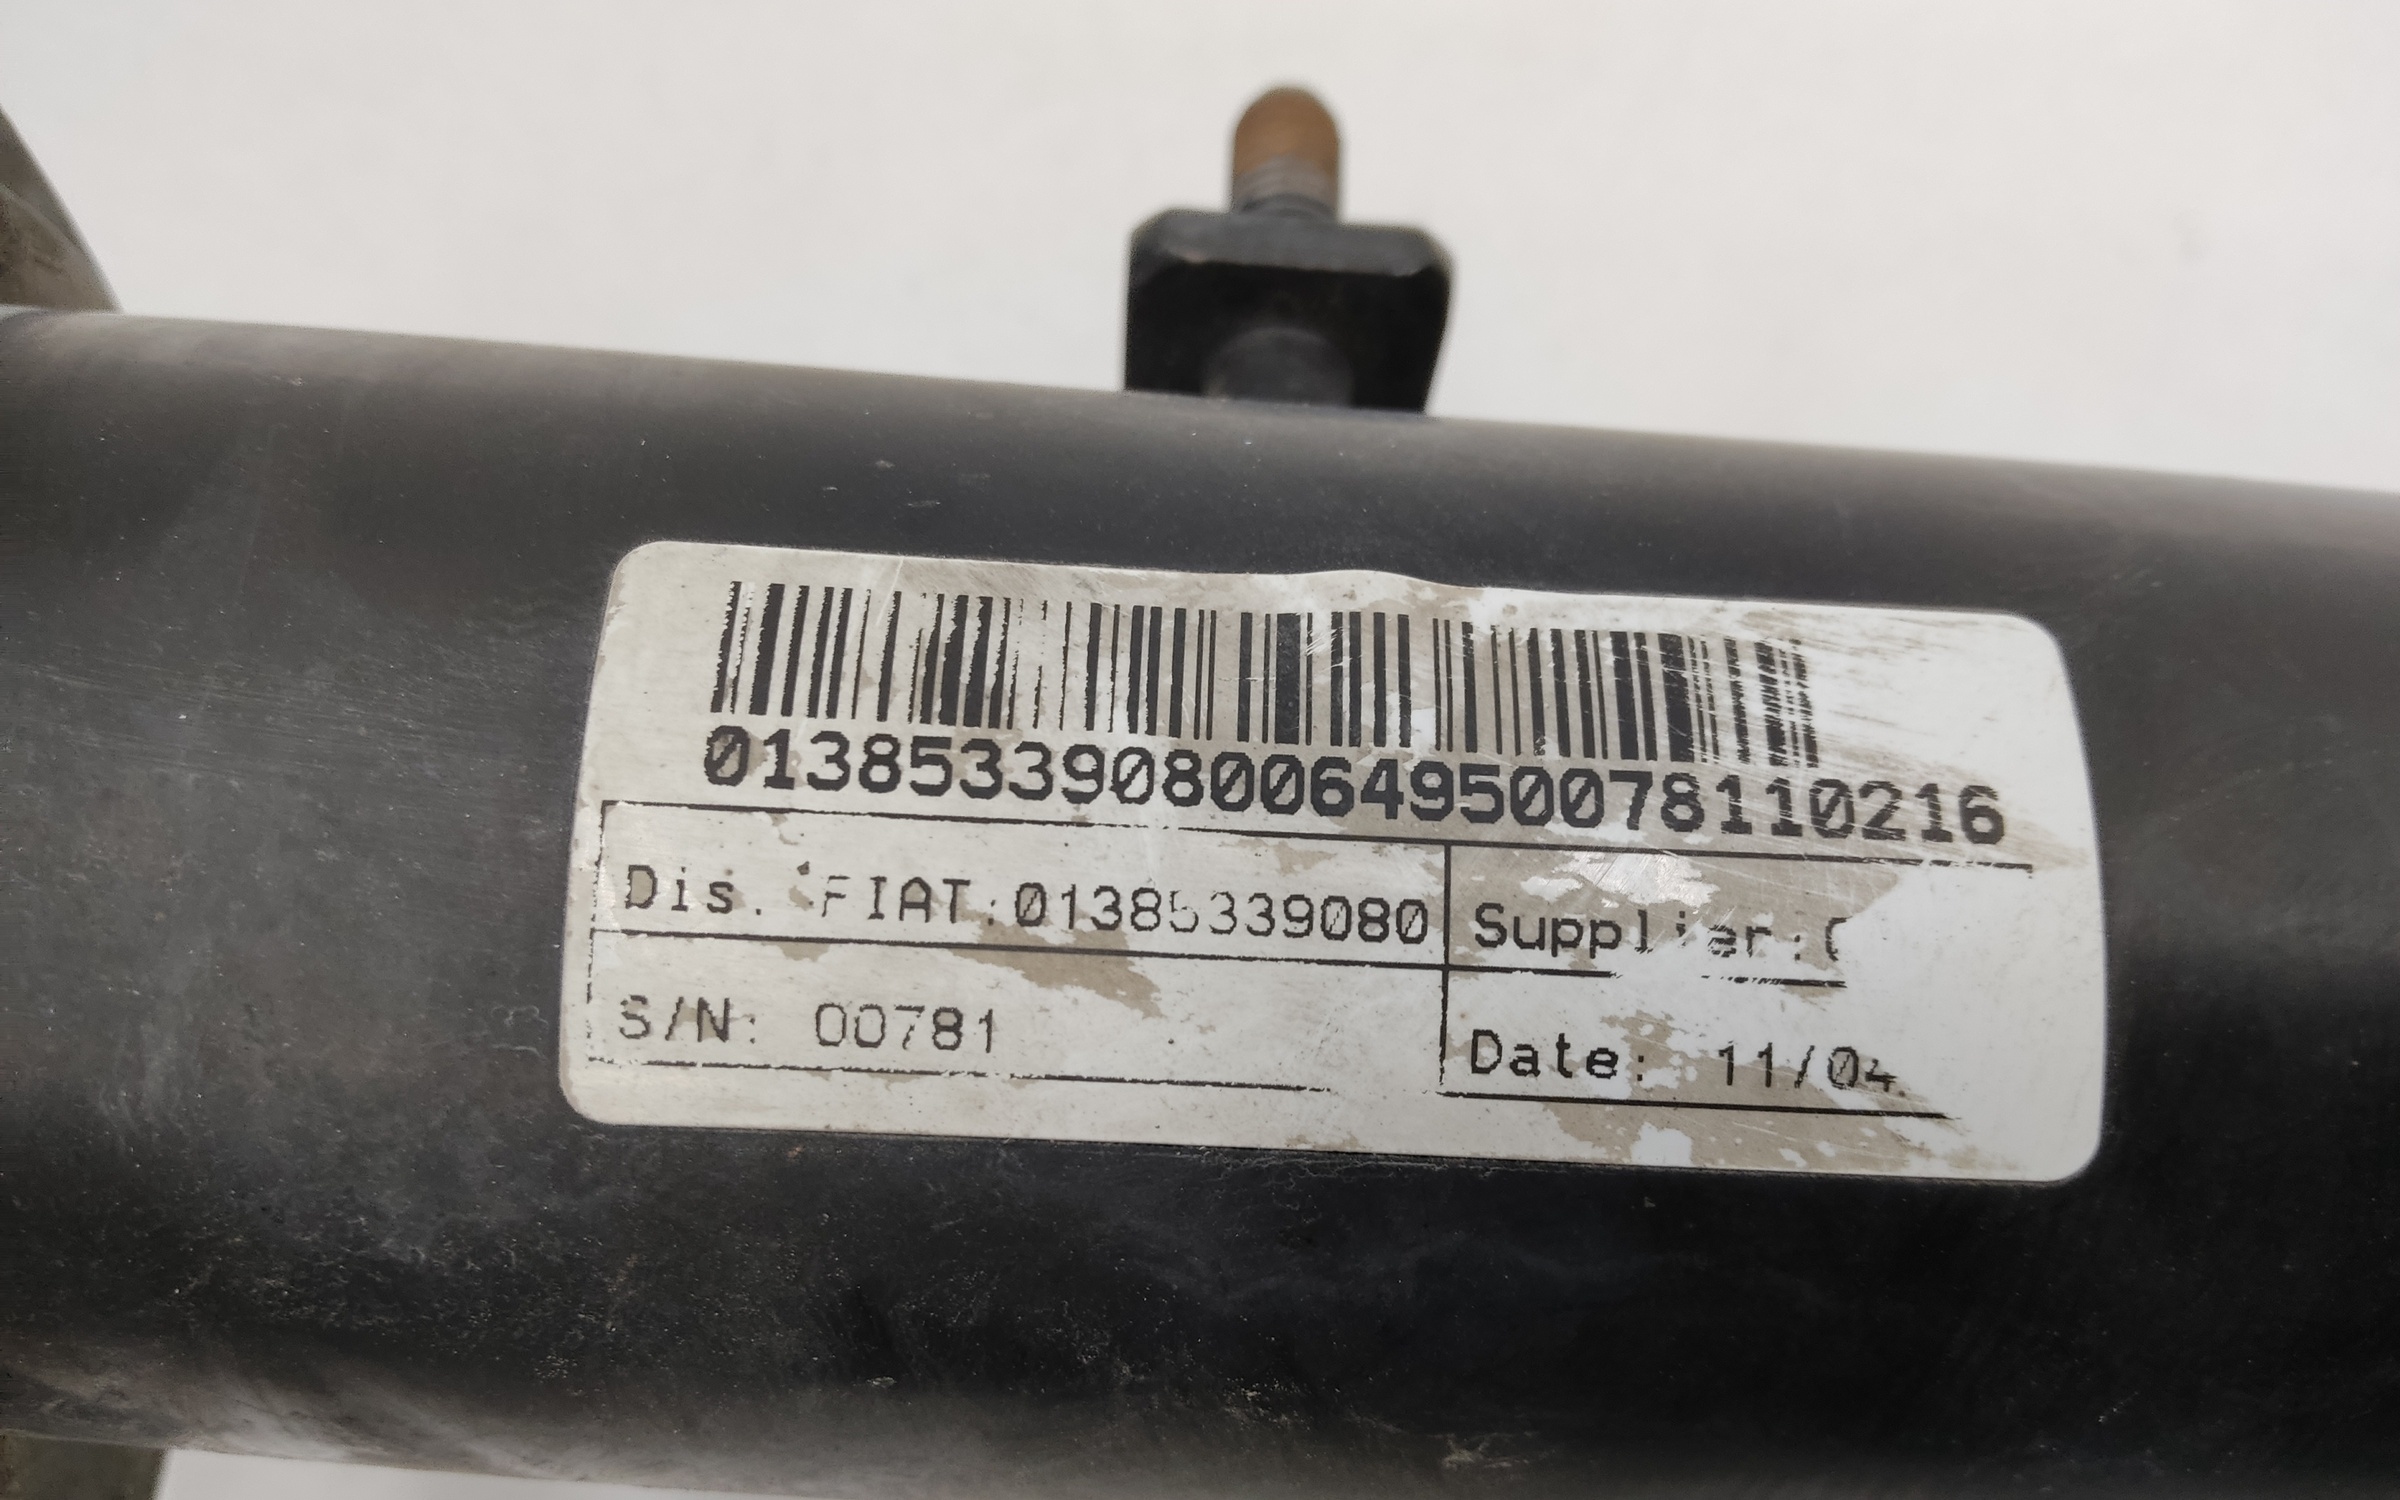 01385339080064950078110216
Dis. FIAT:01385339080
Supplier:
S/N: 00781
Date: 11/04